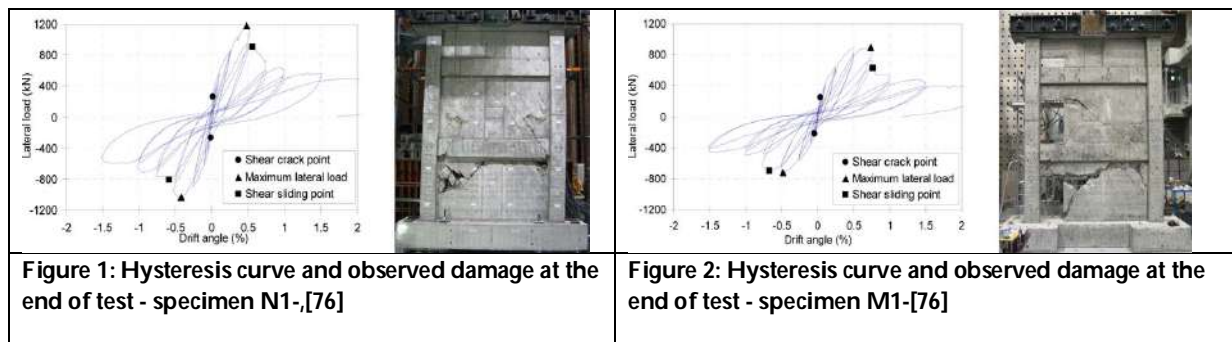 1200
800
400
0
-400
-800
-1200
-2 -1.5 -1 -0.5 0 0.5 1 1.5 2
Lateral load (kN)
Drift angle (%)
Shear crack point
Maximum lateral load
Shear sliding point
Figure 1: Hysteresis curve and observed damage at the
end of test - specimen N1-,[76]
1200
800
400
0
-400
-800
-1200
-2 -1.5 -1 -0.5 0 0.5 1 1.5 2
Lateral load (kN)
Drift angle (%)
Shear crack point
Maximum lateral load
Shear sliding point
Figure 2: Hysteresis curve and observed damage at the
end of test - specimen M1-[76]